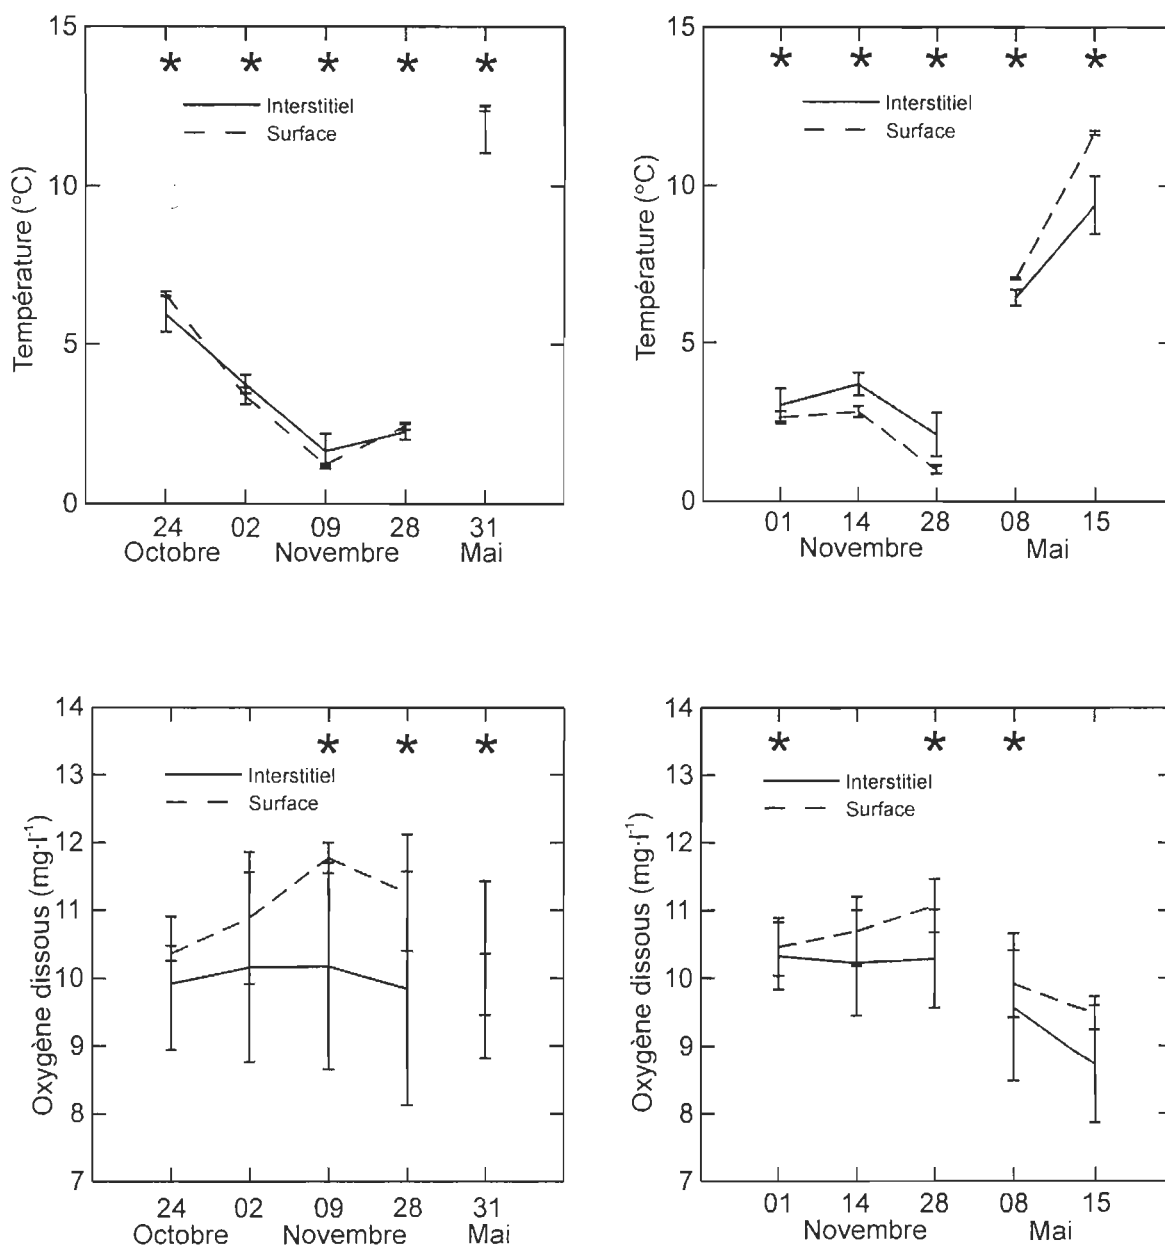 15
10
5
0
Température (°C)
* * * * *
Interstitiel
Surface
24 02 09 28 31
Octobre Novembre Mai
15
10
5
0
Température (°C)
* * * * *
Interstitiel
Surface
01 14 28 08 15
Novembre Mai
14
13
12
11
10
9
8
7
Oxygène dissous (mg·l⁻¹)
* * *
Interstitiel
Surface
24 02 09 28 31
Octobre Novembre Mai
14
13
12
11
10
9
8
7
Oxygène dissous (mg·l⁻¹)
* * *
Interstitiel
Surface
01 14 28 08 15
Novembre Mai